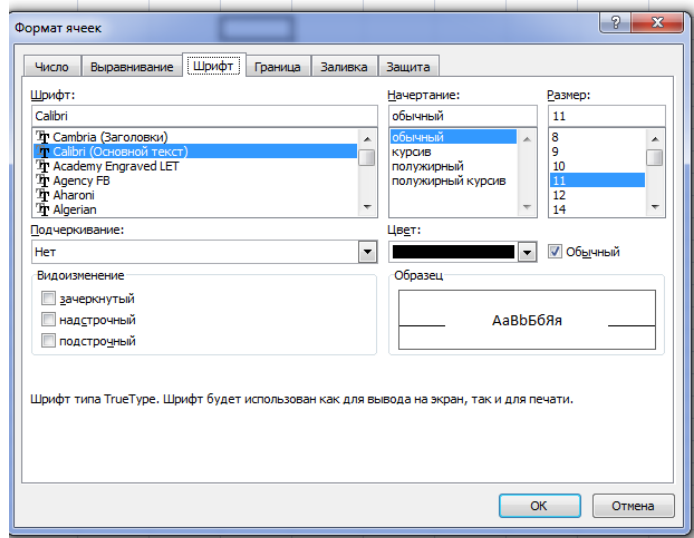 Формат ячеек
Число Выравнивание Шрифт Граница Заливка Защита
Шрифт: Начертание: Размер:
Calibri обычный 11
Cambria (Заголовки) обычный 8
Calibri (Основной текст) курсив 9
Academy Engraved LET полужирный 10
Agency FB полужирный курсив 11
Aharoni 12
Algerian 14
Подчеркивание: Цвет:
Нет Обычный
Видоизменение Образец
зачеркнутый
надстрочный АаВbБбЯя
подстрочный
Шрифт типа TrueType. Шрифт будет использован как для вывода на экран, так и для печати.
ОК Отмена